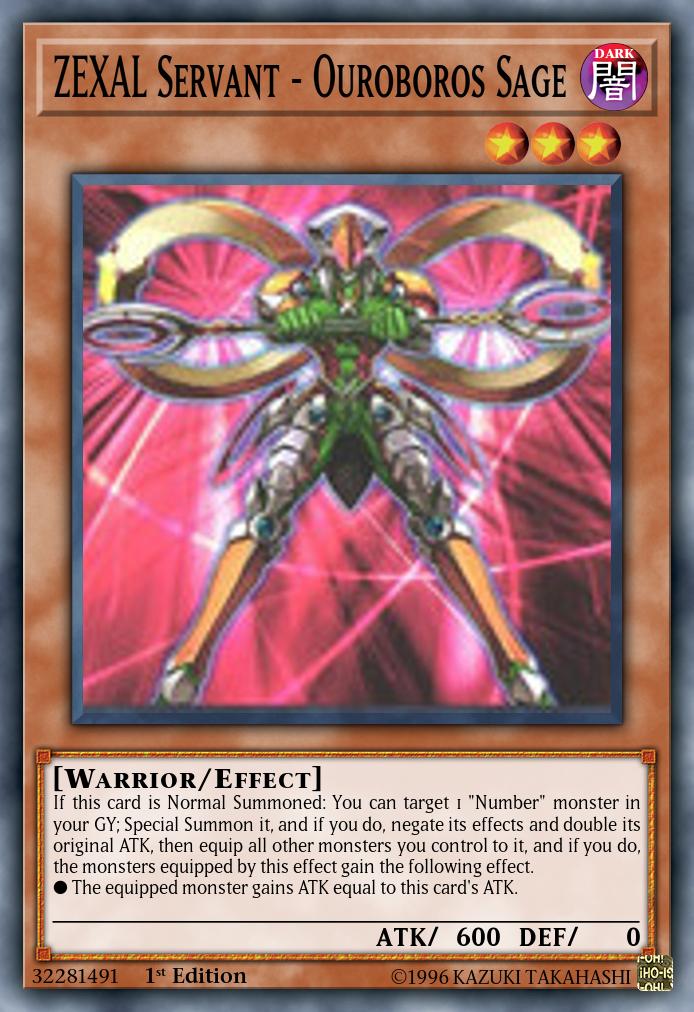 ZEXAL Servant - Ouroboros Sage
DARK
闇
[Warrior/Effect]
If this card is Normal Summoned: You can target 1 "Number" monster in
your GY; Special Summon it, and if you do, negate its effects and double its
original ATK, then equip all other monsters you control to it, and if you do,
the monsters equipped by this effect gain the following effect.
● The equipped monster gains ATK equal to this card's ATK.
ATK/ 600 DEF/ 0
32281491 1st Edition ©1996 KAZUKI TAKAHASHI